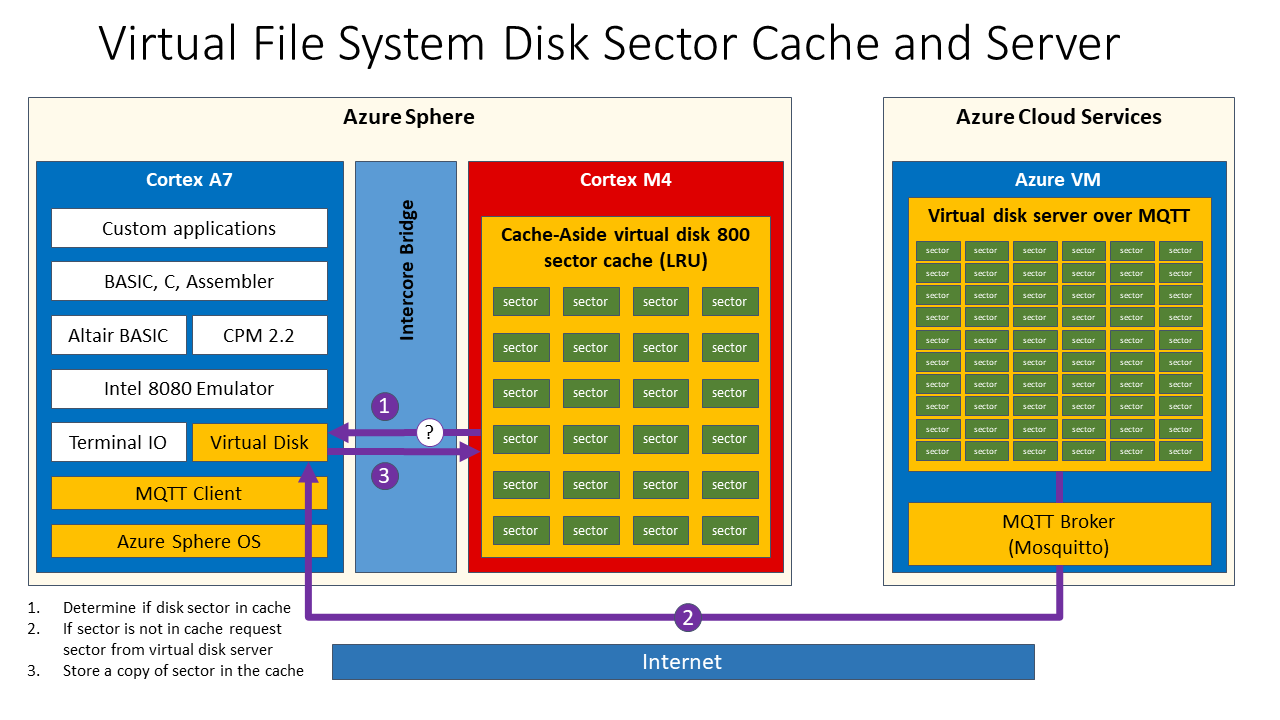 Virtual File System Disk Sector Cache and Server
Azure Sphere
Cortex A7
Custom applications
BASIC, C, Assembler
Altair BASIC
CPM 2.2
Intel 8080 Emulator
Terminal IO
Virtual Disk
MQTT Client
Azure Sphere OS
Intercore Bridge
1
?
3
Cortex M4
Cache-Aside virtual disk 800
sector cache (LRU)
sector sector sector sector
sector sector sector sector
sector sector sector sector
sector sector sector sector
sector sector sector sector
sector sector sector sector
Azure Cloud Services
Azure VM
Virtual disk server over MQTT
sector sector sector sector sector sector
sector sector sector sector sector sector
sector sector sector sector sector sector
sector sector sector sector sector sector
sector sector sector sector sector sector
sector sector sector sector sector sector
sector sector sector sector sector sector
sector sector sector sector sector sector
sector sector sector sector sector sector
sector sector sector sector sector sector
MQTT Broker
(Mosquitto)
1. Determine if disk sector in cache
2. If sector is not in cache request
sector from virtual disk server
3. Store a copy of sector in the cache
2
Internet